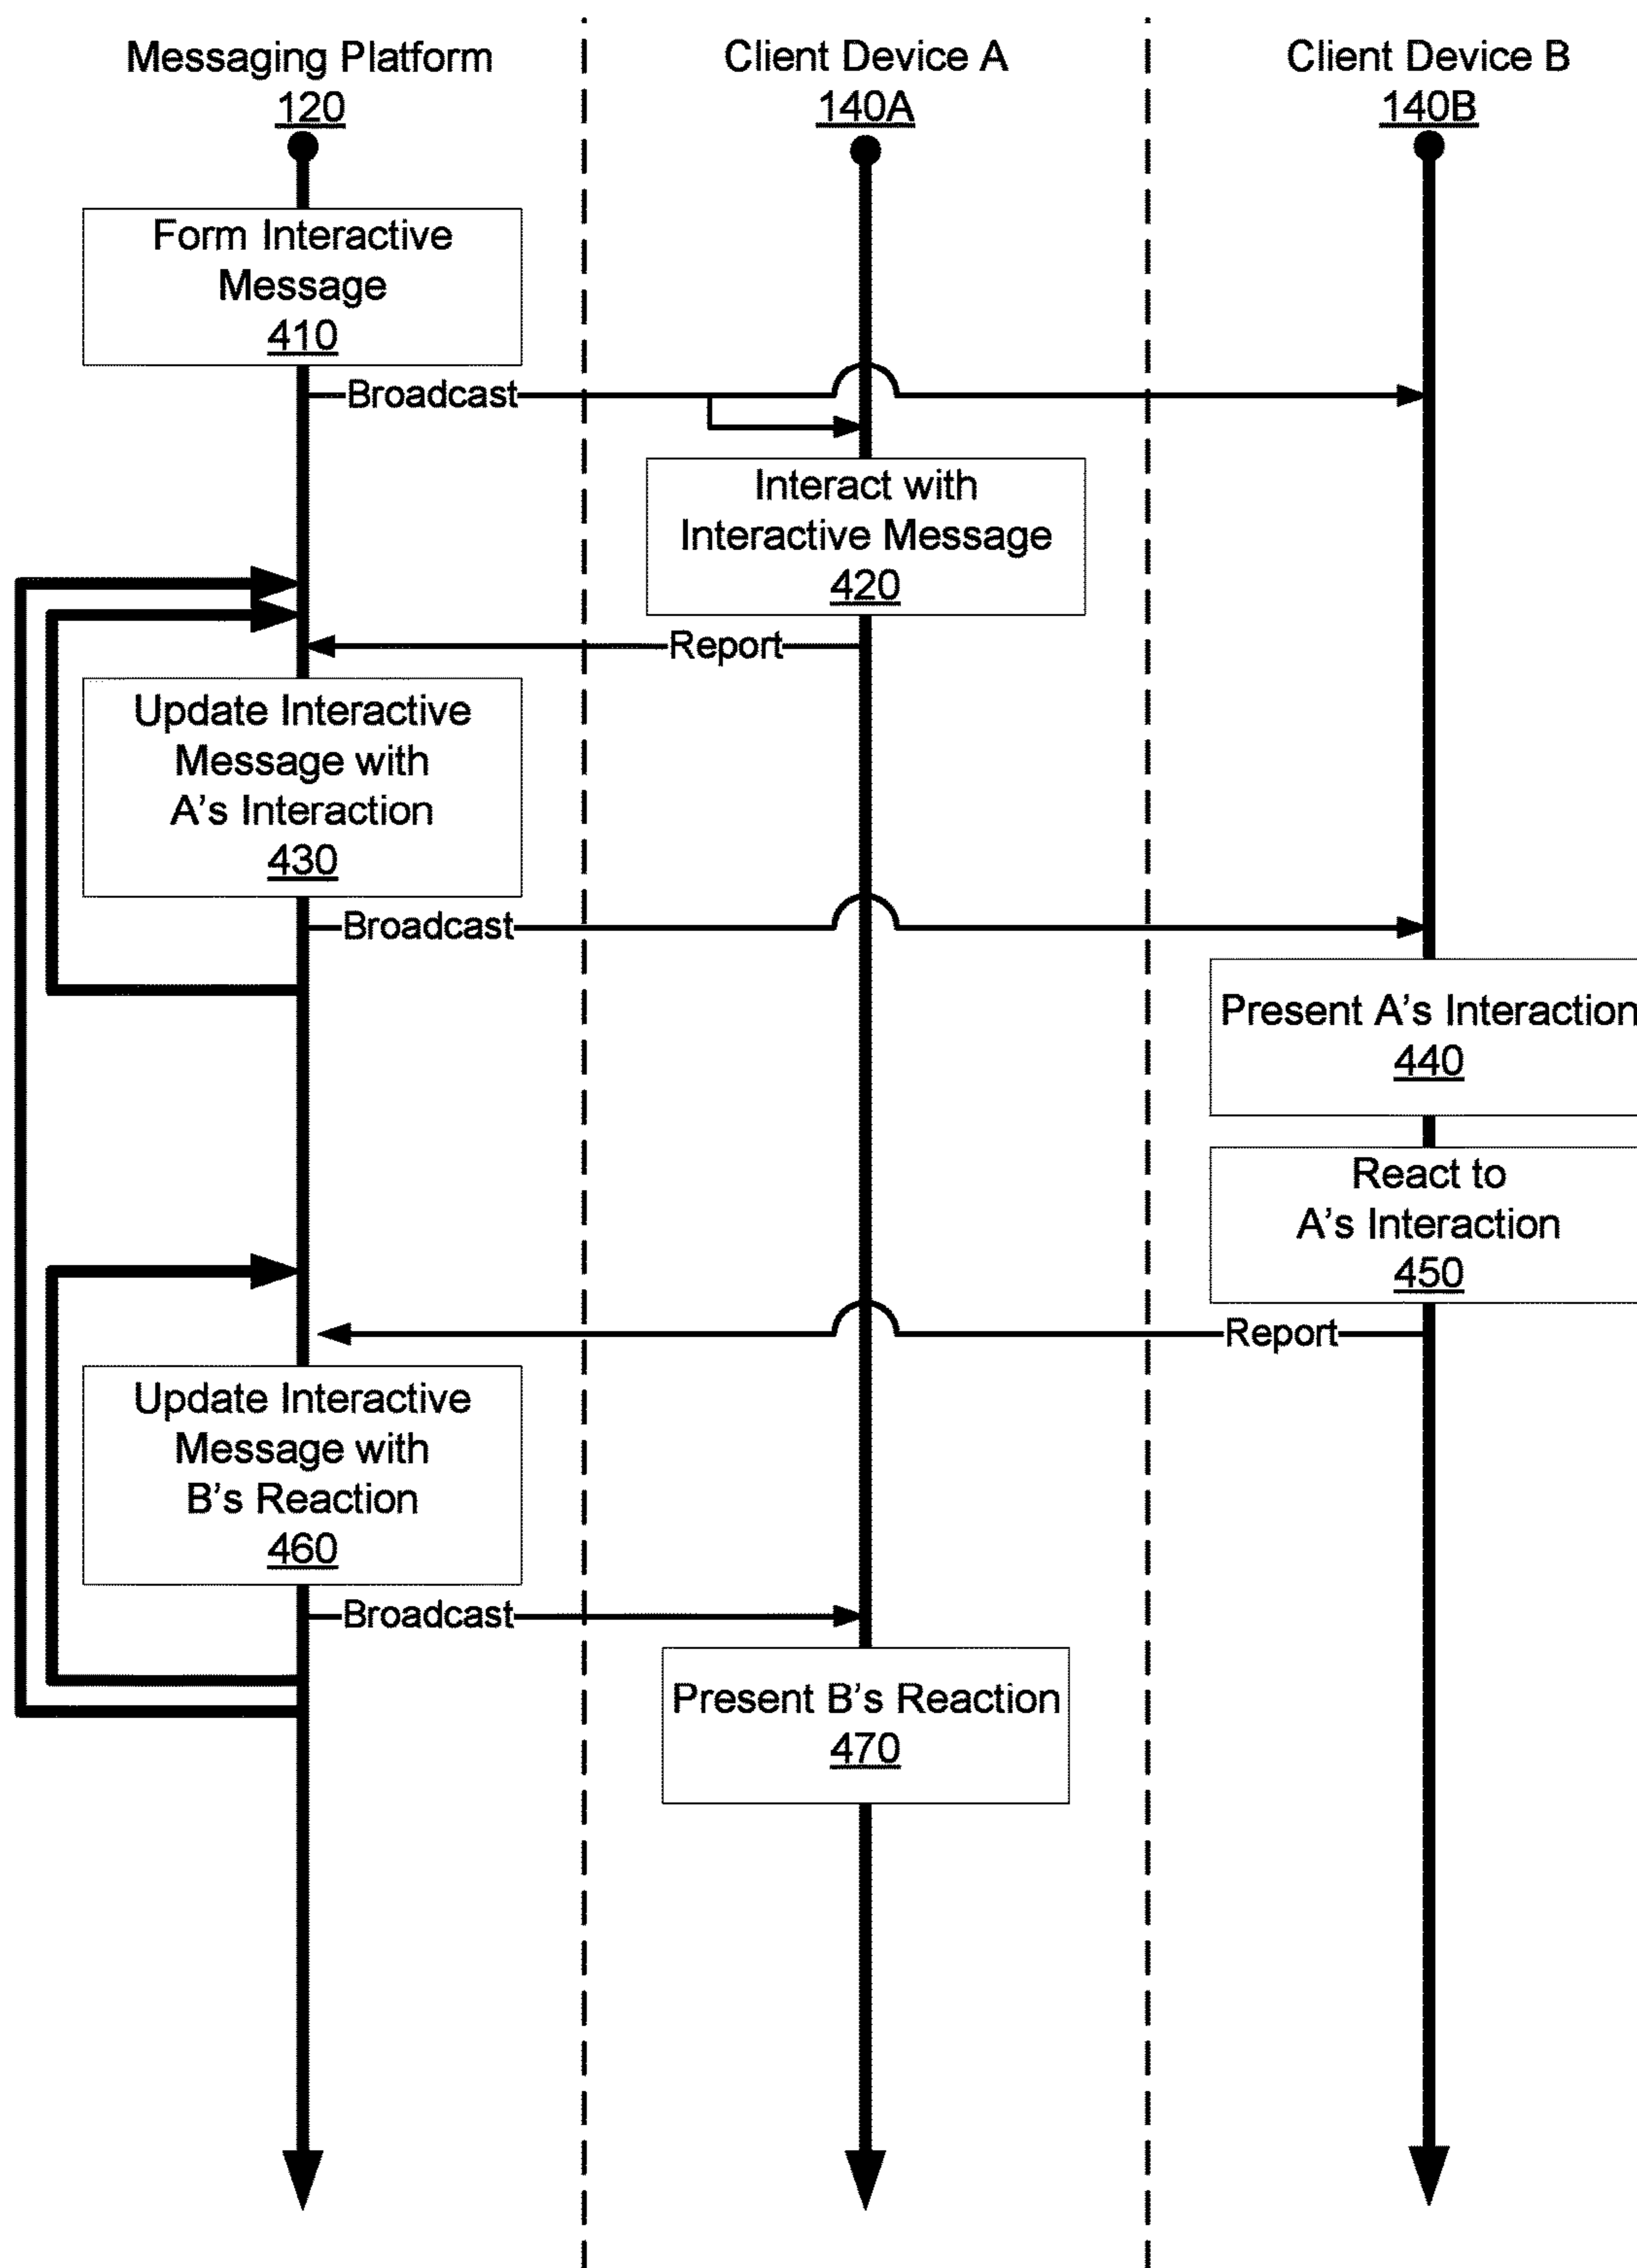 Messaging Platform
120
Client Device A
140A
Client Device B
140B
Form Interactive
Message
410
Broadcast
Interact with
Interactive Message
420
Report
Update Interactive
Message with
A's Interaction
430
Broadcast
Present A's Interaction
440
React to
A's Interaction
450
Report
Update Interactive
Message with
B's Reaction
460
Broadcast
Present B's Reaction
470